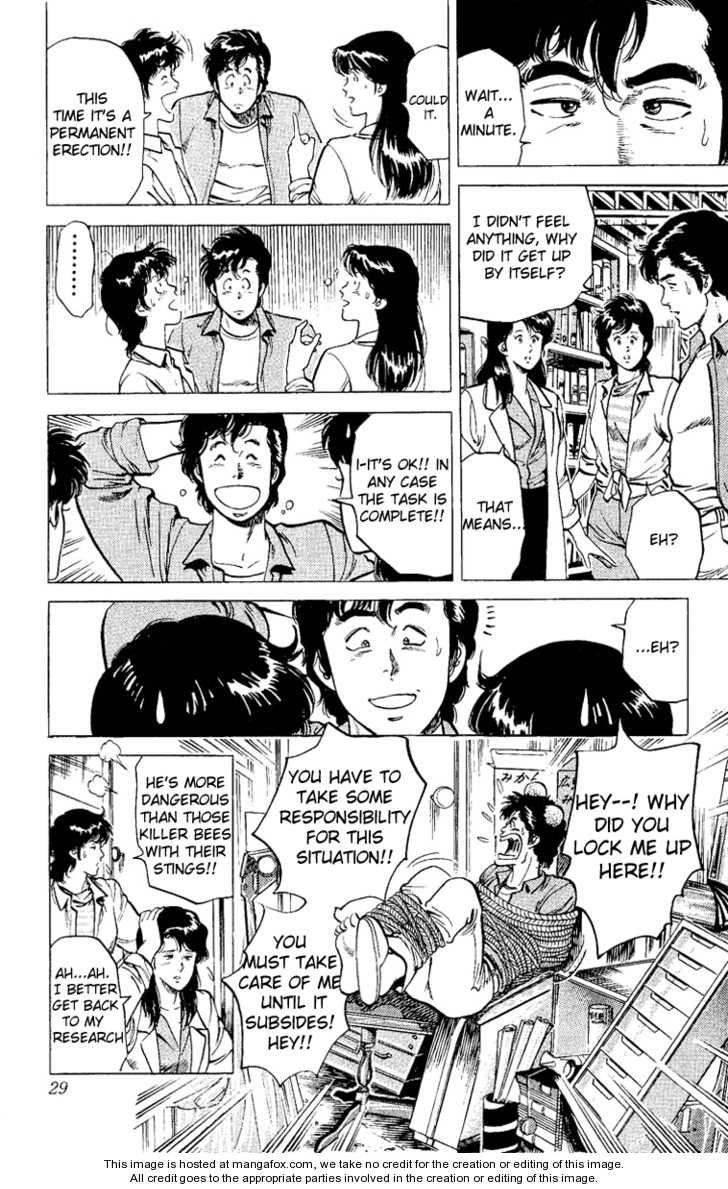 WAIT...
A
MINUTE.
I DIDN'T FEEL
ANYTHING, WHY
DID IT GET UP
BY ITSELF?
THAT
MEANS...
EH?
COULD
IT.
THIS
TIME IT'S A
PERMANENT
ERECTION!!
........
I-IT'S OK!! IN
ANY CASE
THE TASK IS
COMPLETE!!
...EH?
みかん
HEY--! WHY
DID YOU
LOCK ME UP
HERE!!
YOU HAVE TO
TAKE SOME
RESPONSIBILITY
FOR THIS
SITUATION!!
YOU
MUST TAKE
CARE OF ME
UNTIL IT
SUBSIDES!
HEY!!
HE'S MORE
DANGEROUS
THAN THOSE
KILLER BEES
WITH THEIR
STINGS!!
AH...AH.
I BETTER
GET BACK
TO MY
RESEARCH
29
This image is hosted at mangafox.com, we take no credit for the creation or editing of this image.
All credit goes to the appropriate parties involved in the creation or editing of this image.